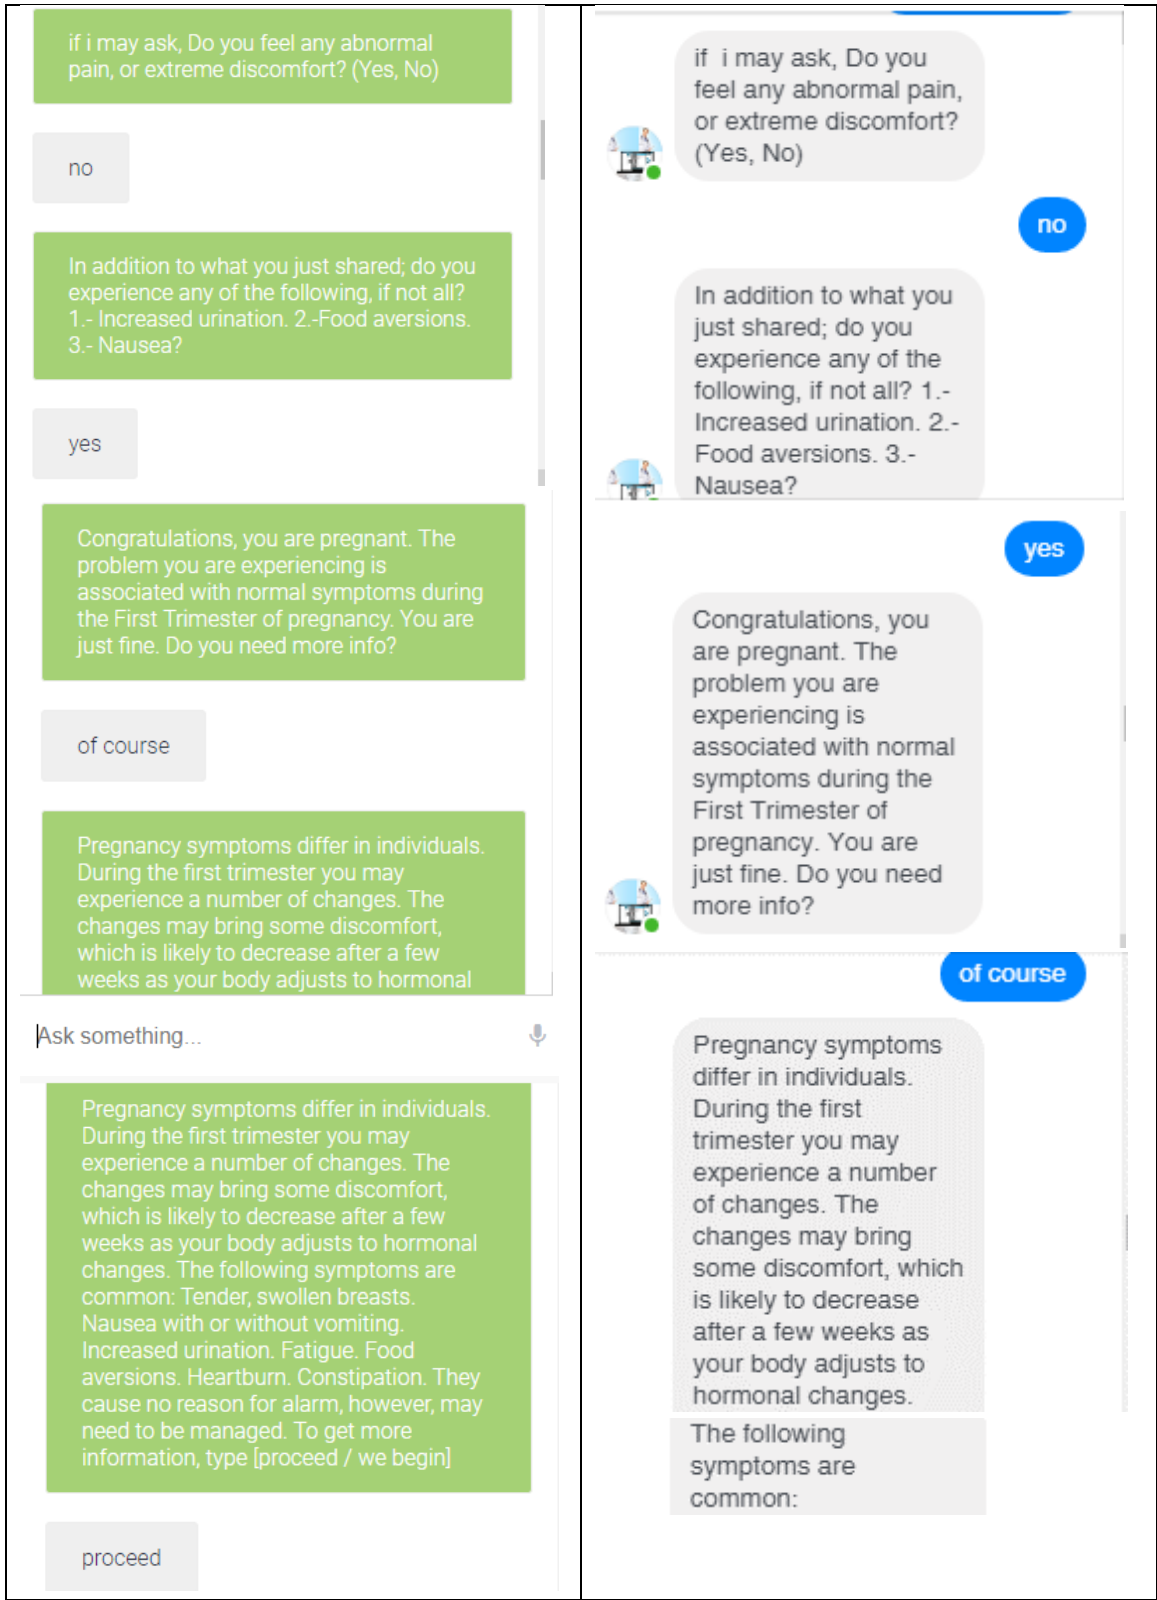 if i may ask, Do you feel any abnormal
pain, or extreme discomfort? (Yes, No)
no
In addition to what you just shared; do you
experience any of the following, if not all?
1.- Increased urination. 2.-Food aversions.
3.- Nausea?
yes
Congratulations, you are pregnant. The
problem you are experiencing is
associated with normal symptoms during
the First Trimester of pregnancy. You are
just fine. Do you need more info?
of course
Pregnancy symptoms differ in individuals.
During the first trimester you may
experience a number of changes. The
changes may bring some discomfort,
which is likely to decrease after a few
weeks as your body adjusts to hormonal
Ask something...
Pregnancy symptoms differ in individuals.
During the first trimester you may
experience a number of changes. The
changes may bring some discomfort,
which is likely to decrease after a few
weeks as your body adjusts to hormonal
changes. The following symptoms are
common: Tender, swollen breasts.
Nausea with or without vomiting.
Increased urination. Fatigue. Food
aversions. Heartburn. Constipation. They
cause no reason for alarm, however, may
need to be managed. To get more
information, type [proceed / we begin]
proceed
if i may ask, Do you
feel any abnormal pain,
or extreme discomfort?
(Yes, No)
no
In addition to what you
just shared; do you
experience any of the
following, if not all? 1.-
Increased urination. 2.-
Food aversions. 3.-
Nausea?
yes
Congratulations, you
are pregnant. The
problem you are
experiencing is
associated with normal
symptoms during the
First Trimester of
pregnancy. You are
just fine. Do you need
more info?
of course
Pregnancy symptoms
differ in individuals.
During the first
trimester you may
experience a number
of changes. The
changes may bring
some discomfort, which
is likely to decrease
after a few weeks as
your body adjusts to
hormonal changes.
The following
symptoms are
common: